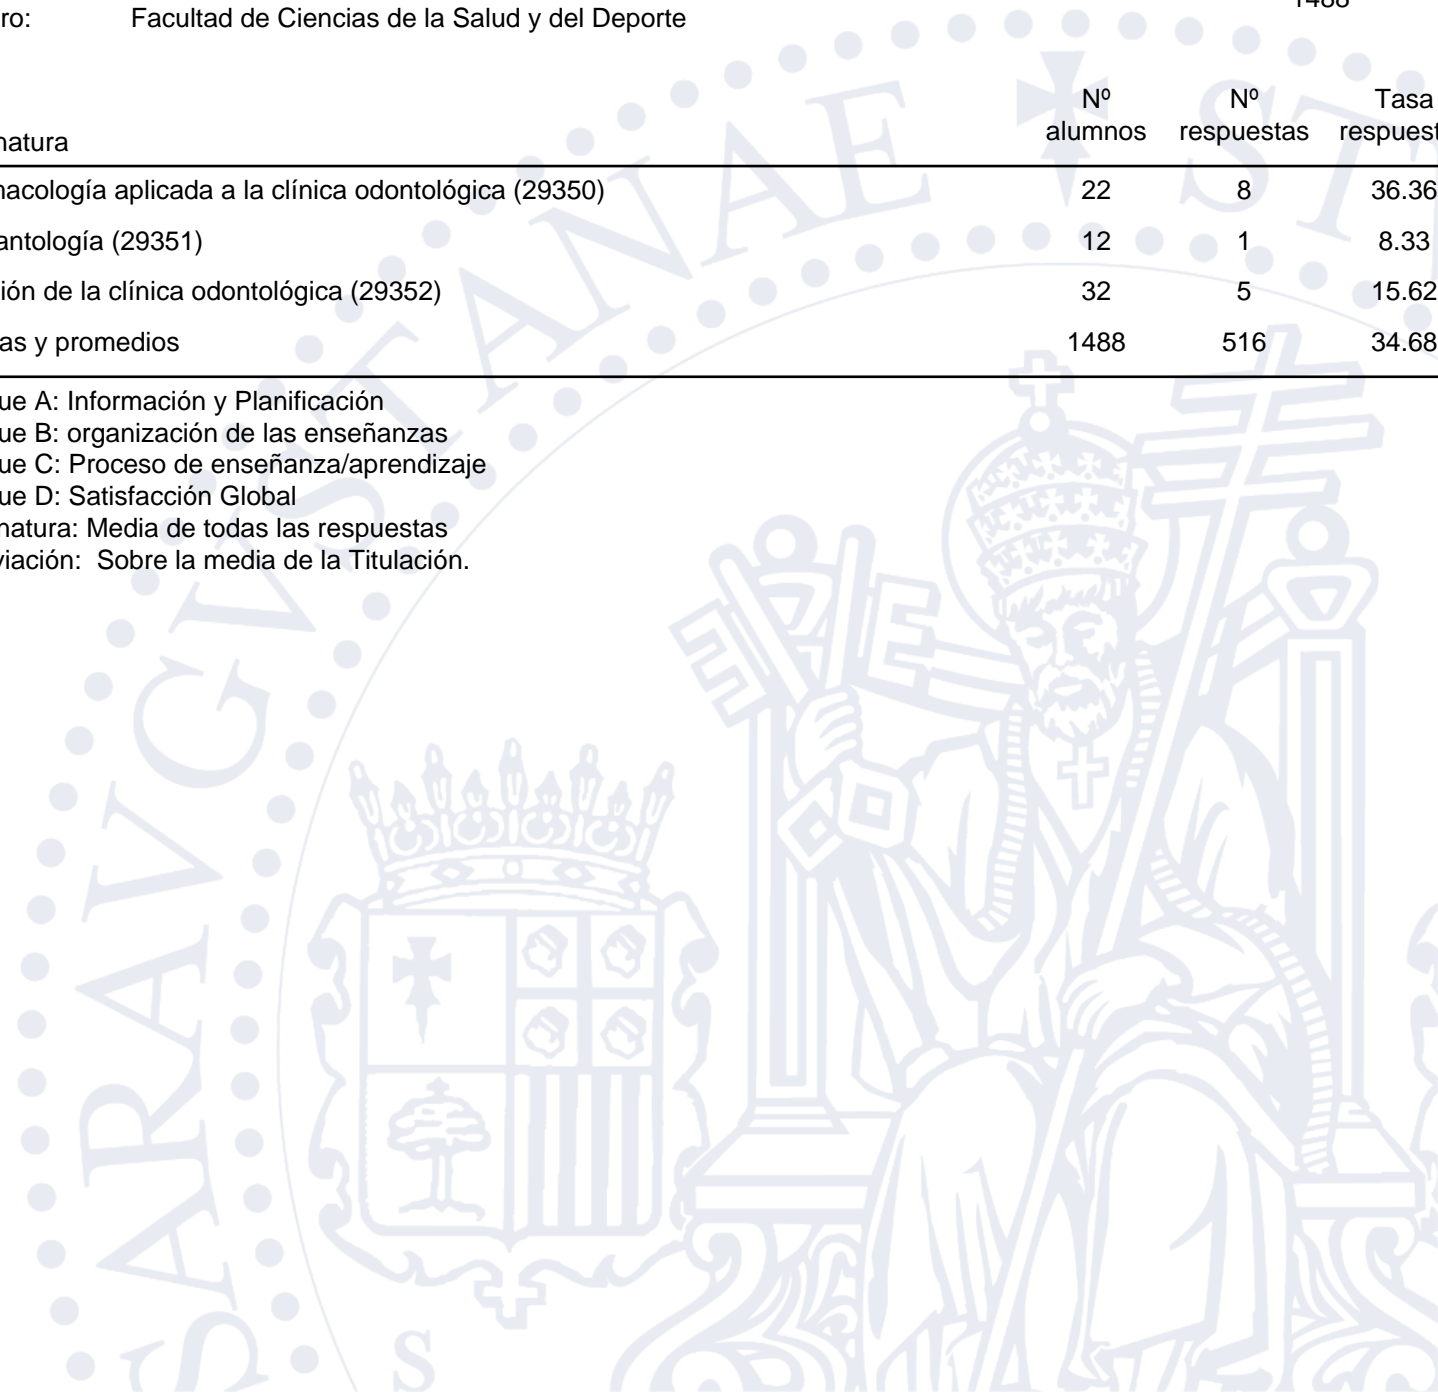 ro: Facultad de Ciencias de la Salud y del Deporte 1488
Nº Nº Tasa
natura alumnos respuestas respuest
nacología aplicada a la clínica odontológica (29350) 22 8 36.36
antología (29351) 12 1 8.33
ión de la clínica odontológica (29352) 32 5 15.62
as y promedios 1488 516 34.68
ue A: Información y Planificación
ue B: organización de las enseñanzas
ue C: Proceso de enseñanza/aprendizaje
ue D: Satisfacción Global
natura: Media de todas las respuestas
viación: Sobre la media de la Titulación.
SARAVGVSTANAE ST
S